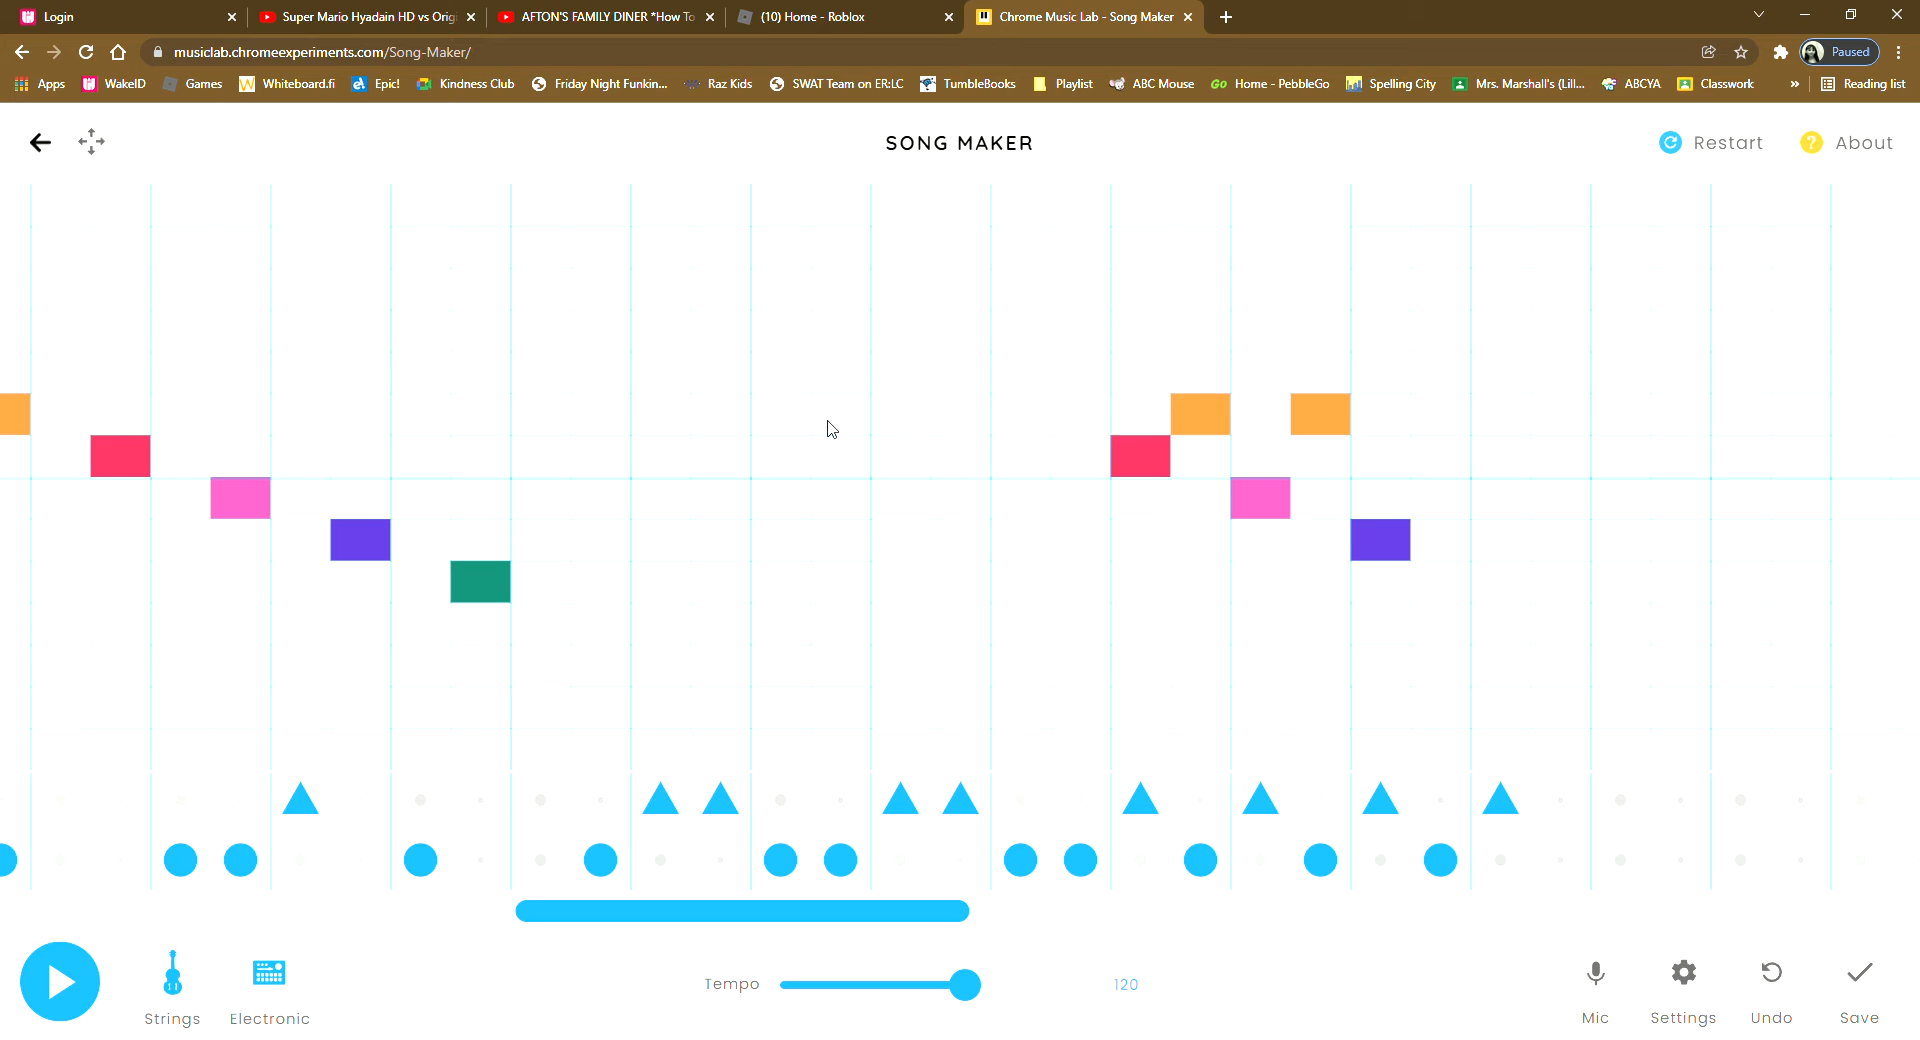 Login
Super Mario Hyadain HD vs Orig
AFTON'S FAMILY DINER *How To
(10) Home - Roblox
Chrome Music Lab - Song Maker
musiclab.chromeexperiments.com/Song-Maker/
Paused
Apps
WakeID
Games
Whiteboard.fi
Epic!
Kindness Club
Friday Night Funkin...
Raz Kids
SWAT Team on ER:LC
TumbleBooks
Playlist
ABC Mouse
Go Home - PebbleGo
Spelling City
Mrs. Marshall's (Lill...
ABCYA
Classwork
»
Reading list
SONG MAKER
Restart
? About
Tempo
120
Strings
Electronic
Mic
Settings
Undo
Save